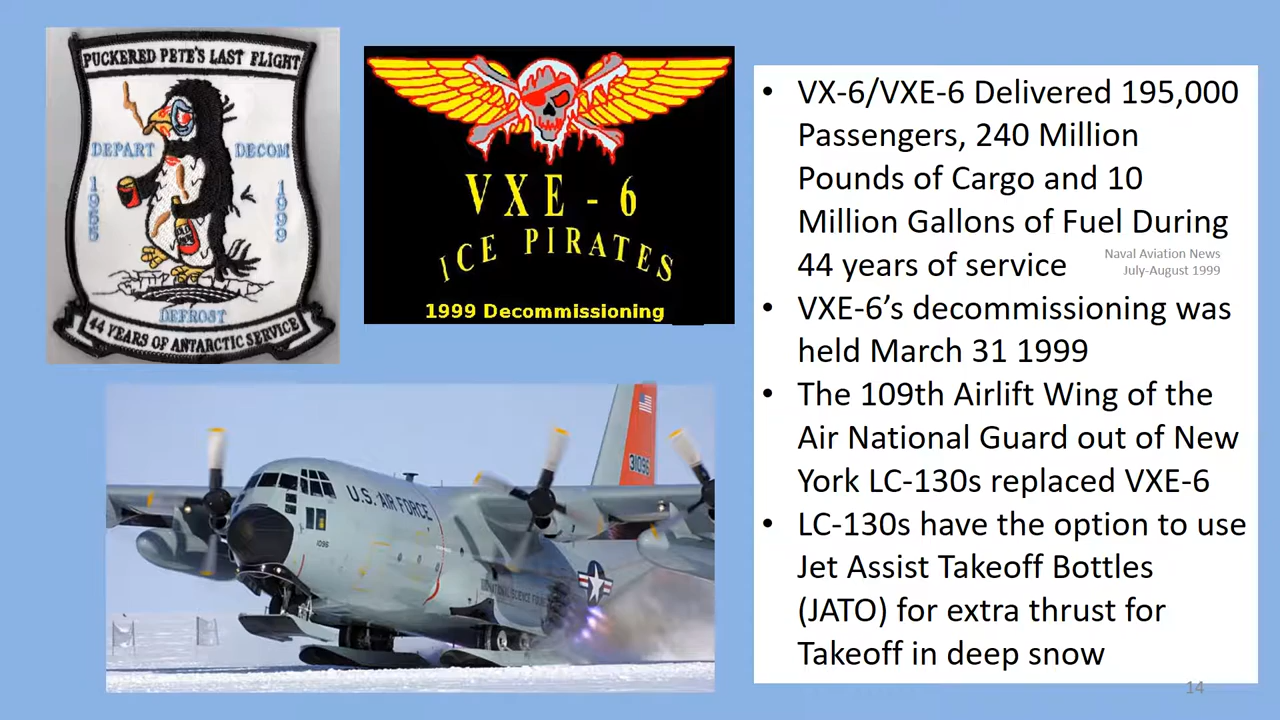 PUCKERED PETE'S LAST FLIGHT
DEPART DECOM
1955
1999
DEFROST
44 YEARS OF ANTARCTIC SERVICE
VXE - 6
ICE PIRATES
1999 Decommissioning
31096
U.S. AIR FORCE
1096
NATIONAL SCIENCE
• VX-6/VXE-6 Delivered 195,000
Passengers, 240 Million
Pounds of Cargo and 10
Million Gallons of Fuel During
44 years of service
Naval Aviation News
July-August 1999
• VXE-6’s decommissioning was
held March 31 1999
• The 109th Airlift Wing of the
Air National Guard out of New
York LC-130s replaced VXE-6
• LC-130s have the option to use
Jet Assist Takeoff Bottles
(JATO) for extra thrust for
Takeoff in deep snow
14